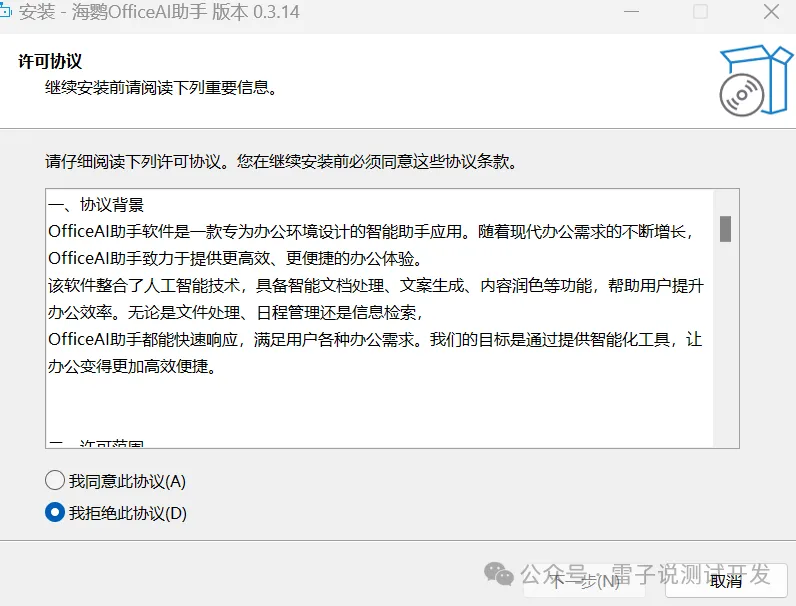 安装 - 海鹦OfficeAI助手 版本 0.3.14
许可协议
继续安装前请阅读下列重要信息。
请仔细阅读下列许可协议。您在继续安装前必须同意这些协议条款。
一、协议背景
OfficeAI助手软件是一款专为办公环境设计的智能助手应用。随着现代办公需求的不断增长，
OfficeAI助手致力于提供更高效、更便捷的办公体验。
该软件整合了人工智能技术，具备智能文档处理、文案生成、内容润色等功能，帮助用户提升
办公效率。无论是文件处理、日程管理还是信息检索，
OfficeAI助手都能快速响应，满足用户各种办公需求。我们的目标是通过提供智能化工具，让
办公变得更加高效便捷。
二、许可范围
我同意此协议(A)
我拒绝此协议(D)
公众号 · 雷子说测试开发
下一步(N)
取消